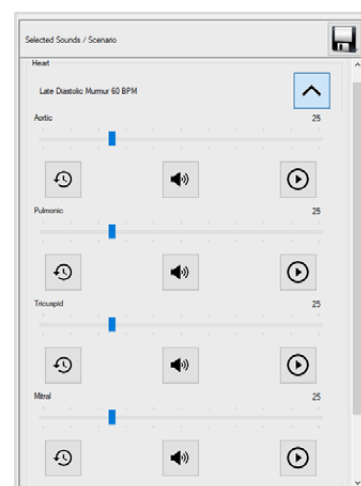 Selected Sounds / Scenario
Heart
Late Diastolic Murmur 60 BPM
Aortic 25
Pulmonic 25
Tricuspid 25
Mitral 25